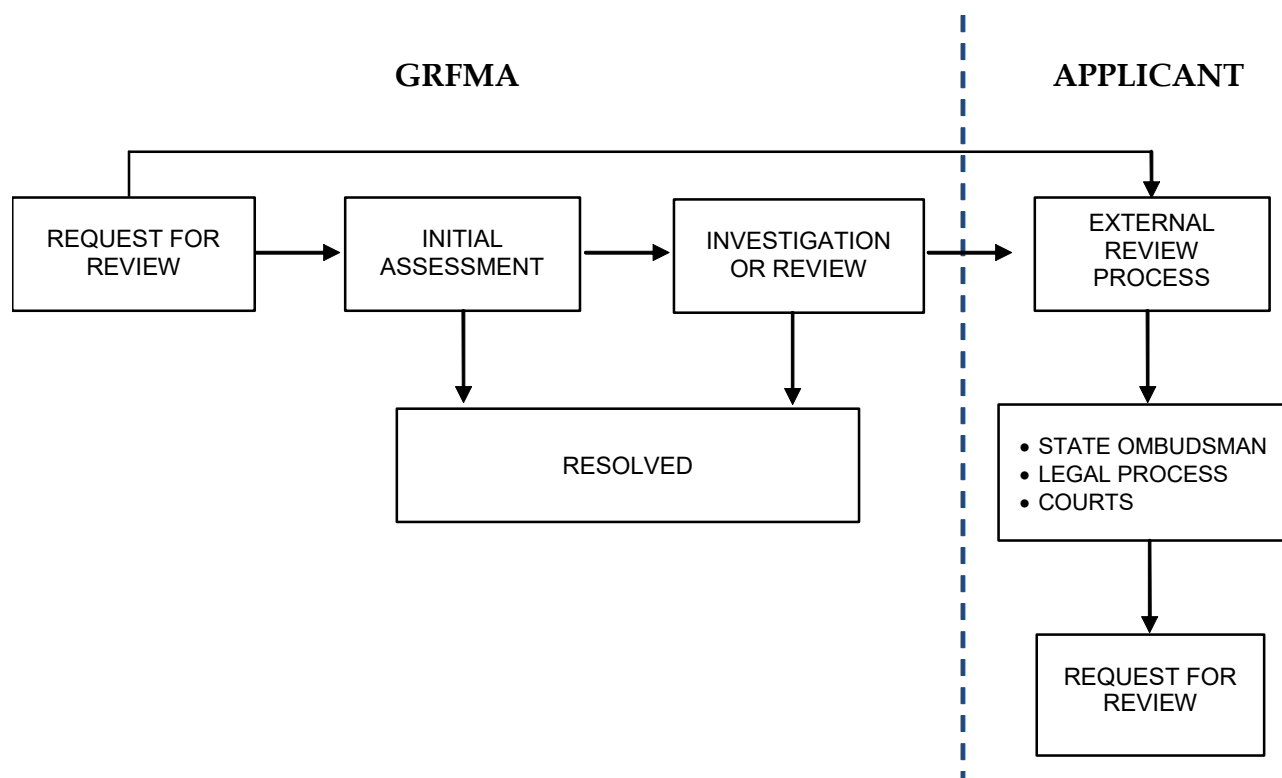 GRFMA
APPLICANT
REQUEST FOR
REVIEW
INITIAL
ASSESSMENT
INVESTIGATION
OR REVIEW
EXTERNAL
REVIEW
PROCESS
RESOLVED
• STATE OMBUDSMAN
• LEGAL PROCESS
• COURTS
REQUEST FOR
REVIEW